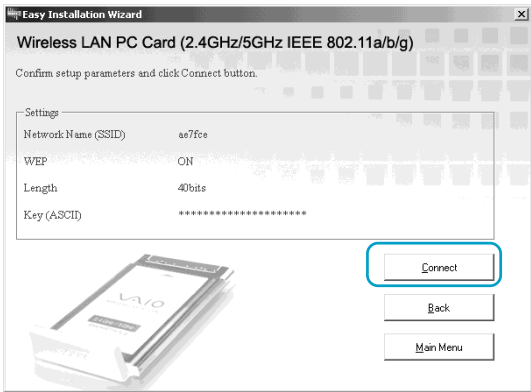 Easy Installation Wizard
Wireless LAN PC Card (2.4GHz/5GHz IEEE 802.11a/b/g)
Confirm setup parameters and click Connect button.
Settings
Network Name (SSID) ae7fce
WEP ON
Length 40bits
Key (ASCII) *********************
VAIO
Connect
Back
Main Menu